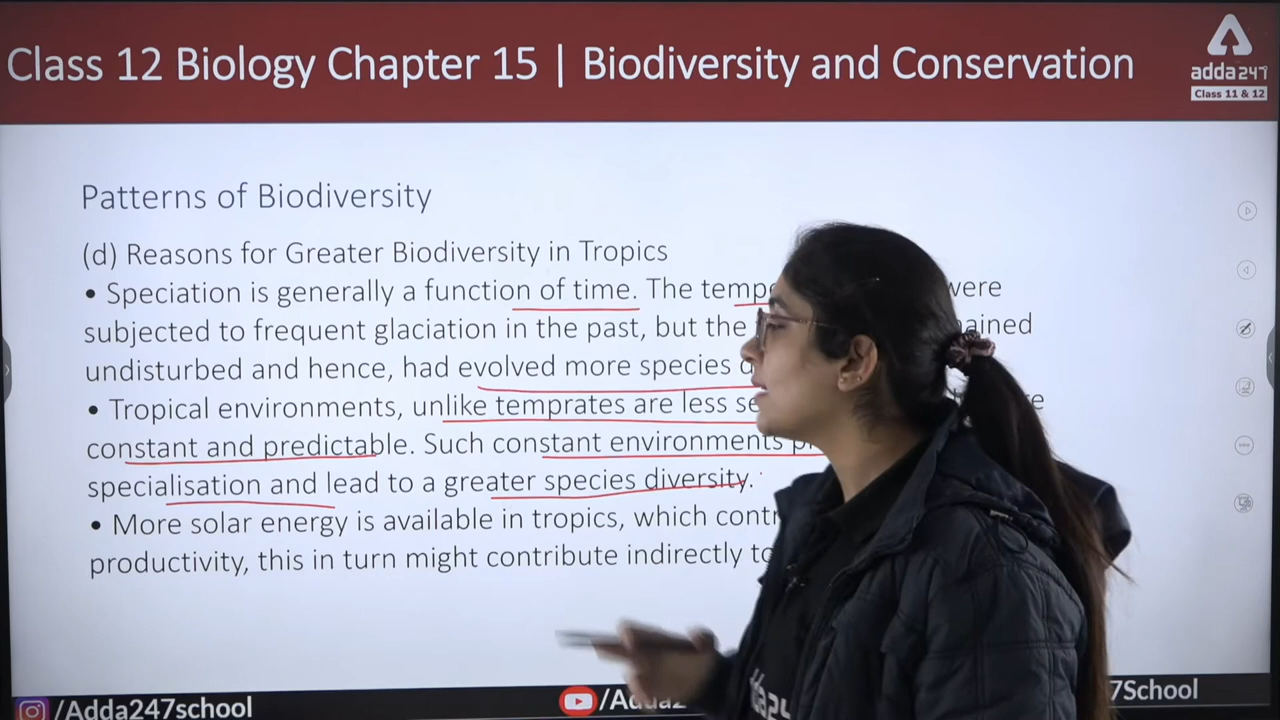 Class 12 Biology Chapter 15 | Biodiversity and Conservation
adda247
Class 11 & 12
Patterns of Biodiversity
(d) Reasons for Greater Biodiversity in Tropics
• Speciation is generally a function of time. The were
subjected to frequent glaciation in the past, but the
undisturbed and hence, had evolved more species
• Tropical environments, unlike temprates are less
constant and predictable. Such constant environments
specialisation and lead to a greater species diversity.
• More solar energy is available in tropics, which
productivity, this in turn might contribute indirectly to
/Adda247school
7School